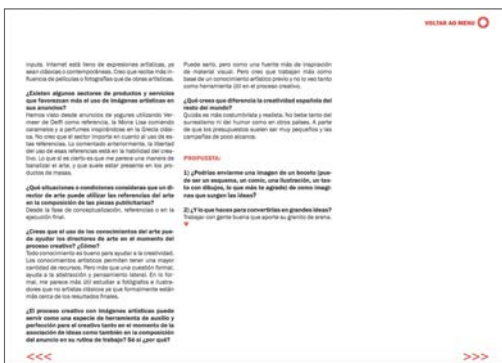 VOLTAR AO MENU
inputs. Internet está lleno de expresiones artísticas, ya
sean clásicas o contemporáneas. Creo que recibe más in-
fluencia de películas o fotografías que de obras artísticas.
¿Existen algunos sectores de productos y servicios
que favorezcan más el uso de imágenes artísticas en
sus anuncios?
Hemos visto desde anuncios de yogures utilizando Ver-
meer de Delft como referencia, la Mona Lisa comiendo
caramelos y a perfumes inspirándose en la Grecia clási-
ca. No creo que el sector importe en cuanto al uso de es-
tas referencias. Lo comentado anteriormente, la libertad
del uso de esas referencias está en la habilidad del crea-
tivo. Lo que sí es cierto es que me parece una manera de
banalizar el arte, y que suele estar presente en los pro-
ductos de masas.
¿Qué situaciones o condiciones consideras que un di-
rector de arte puede utilizar las referencias del arte
en la composición de las piezas publicitarias?
Desde la fase de conceptualización, referencias o en la
ejecución final.
¿Crees que el uso de los conocimientos del arte pue-
de ayudar los directores de arte en el momento del
proceso creativo? ¿Cómo?
Todo conocimiento es bueno para ayudar a la creatividad.
Los conocimientos artísticos permiten tener una mayor
cantidad de recursos. Pero más que una cuestión formal,
ayuda a la abstracción y pensamiento lateral. En lo for-
mal, me parece más útil estudiar a fotógrafos e ilustra-
dores que no artistas clásicos ya que formalmente están
más cerca de los resultados finales.
¿El proceso creativo con imágenes artísticas puede
servir como una especie de herramienta de auxilio y
perfección para el creativo tanto en el momento de la
asociación de ideas como también en la composición
del anuncio en su rutina de trabajo? Sé si ¿por qué?
Puede serlo, pero como una fuente más de inspiración
de material visual. Pero creo que trabajan más como
base de un conocimiento artístico previo y no lo veo tanto
como herramienta útil en el proceso creativo.
¿Qué crees que diferencia la creatividad española del
resto del mundo?
Quizás es más costumbrista y realista. No bebe tanto del
surrealismo ni del humor como en otros países. A parte
de que los presupuestos suelen ser muy pequeños y las
campañas de poco alcance.
PROPUESTA:
1) ¿Podrías enviarme una imagen de un boceto (pue-
de ser un esquema, un comic, una ilustración, un tex-
to con dibujos, lo que más te agrade) de como imagi-
nas que surgen las ideas?
2) ¿Y lo que haces para convertirlas en grandes ideas?
Trabajar con gente buena que aporte su granito de arena.
<<<
>>>